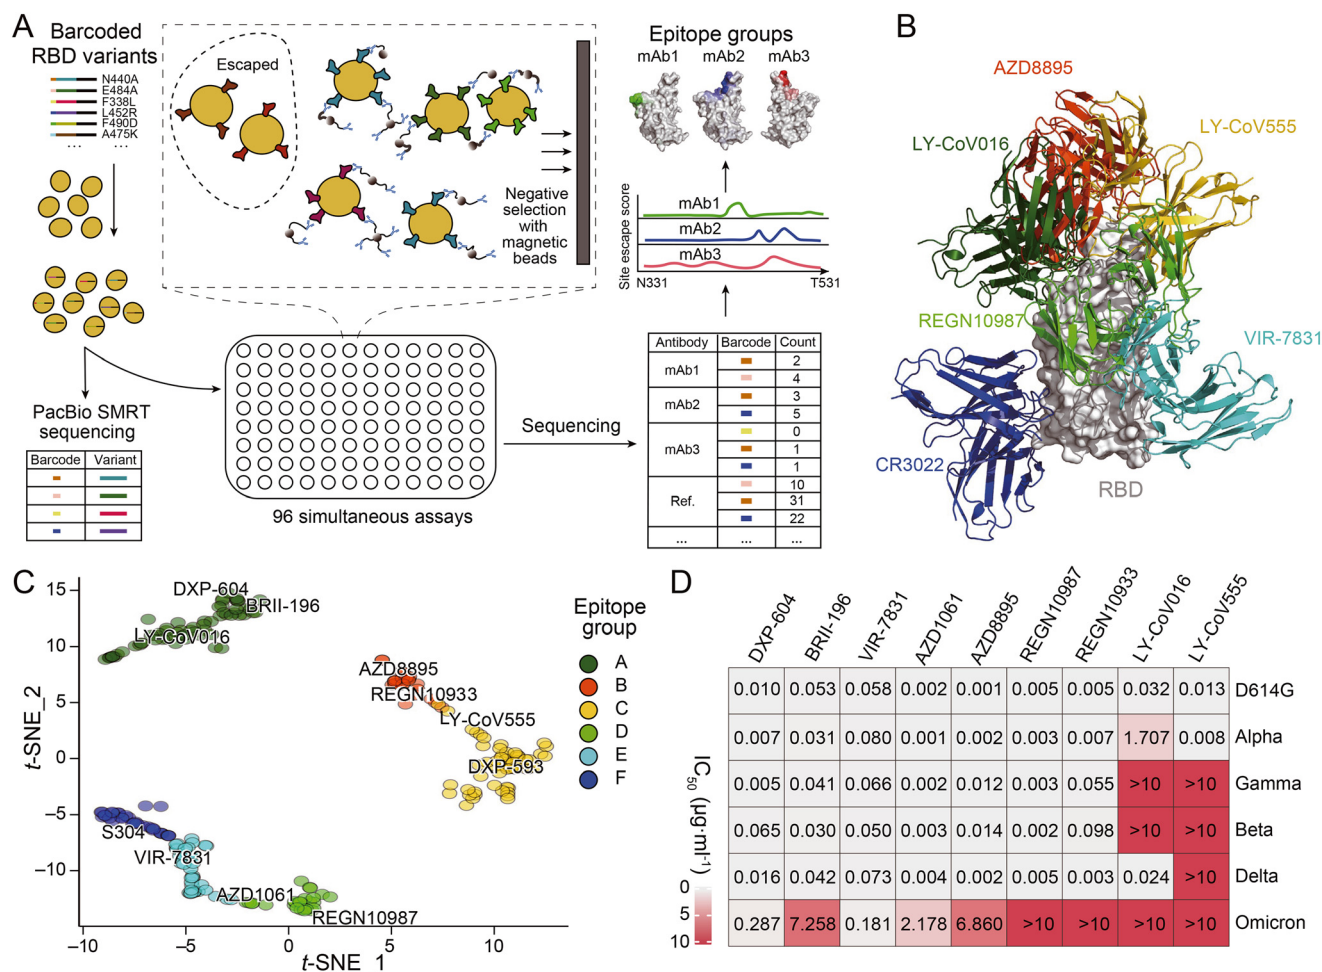 A
Barcoded
RBD variants
N440A
E484A
F338L
L452R
F490D
A475K
... ...
Escaped
Negative
selection
with
magnetic
beads
PacBio SMRT
sequencing
Barcode Variant
96 simultaneous assays
Sequencing
Epitope groups
mAb1 mAb2 mAb3
Site escape score
mAb1
mAb2
mAb3
N331 T531
Antibody Barcode Count
mAb1 2
4
mAb2 3
5
mAb3 0
1
1
Ref. 10
31
22
... ... ...
B
AZD8895
LY-CoV555
LY-CoV016
REGN10987
VIR-7831
CR3022
RBD
C
t-SNE_2
15
10
5
0
−5
−10
−10 −5 0 5 10
t-SNE_1
DXP-604
BRII-196
LY-CoV016
AZD8895
REGN10933
LY-CoV555
DXP-593
S304
VIR-7831
AZD1061
REGN10987
Epitope
group
A
B
C
D
E
F
D
DXP-604 BRII-196 VIR-7831 AZD1061 AZD8895 REGN10987 REGN10933 LY-CoV016 LY-CoV555
0.010 0.053 0.058 0.002 0.001 0.005 0.005 0.032 0.013 D614G
0.007 0.031 0.080 0.001 0.002 0.003 0.007 1.707 0.008 Alpha
0.005 0.041 0.066 0.002 0.012 0.003 0.055 >10 >10 Gamma
0.065 0.030 0.050 0.003 0.014 0.002 0.098 >10 >10 Beta
0.016 0.042 0.073 0.004 0.002 0.005 0.003 0.024 >10 Delta
0.287 7.258 0.181 2.178 6.860 >10 >10 >10 >10 Omicron
IC50 (μg·ml⁻¹)
0
5
10